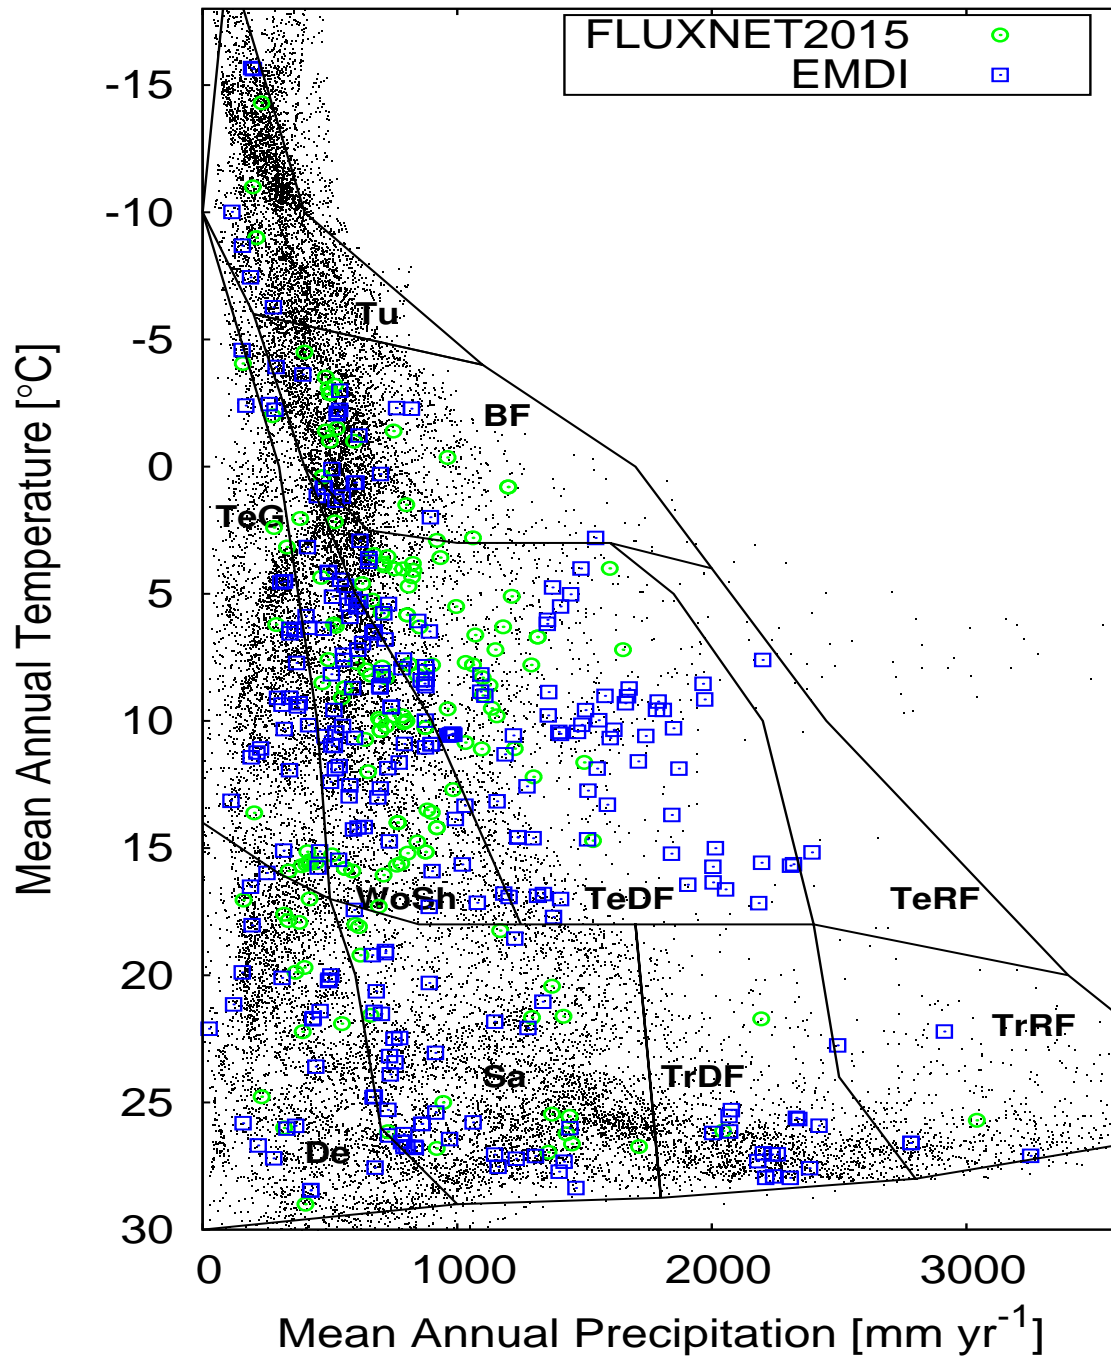 FLUXNET2015
EMDI
-15
-10
-5
0
5
10
15
20
25
30
Mean Annual Temperature [°C]
Tu
BF
TeG
WoSh
TeDF
TeRF
TrRF
Sa
TrDF
De
0 1000 2000 3000
Mean Annual Precipitation [mm yr⁻¹]